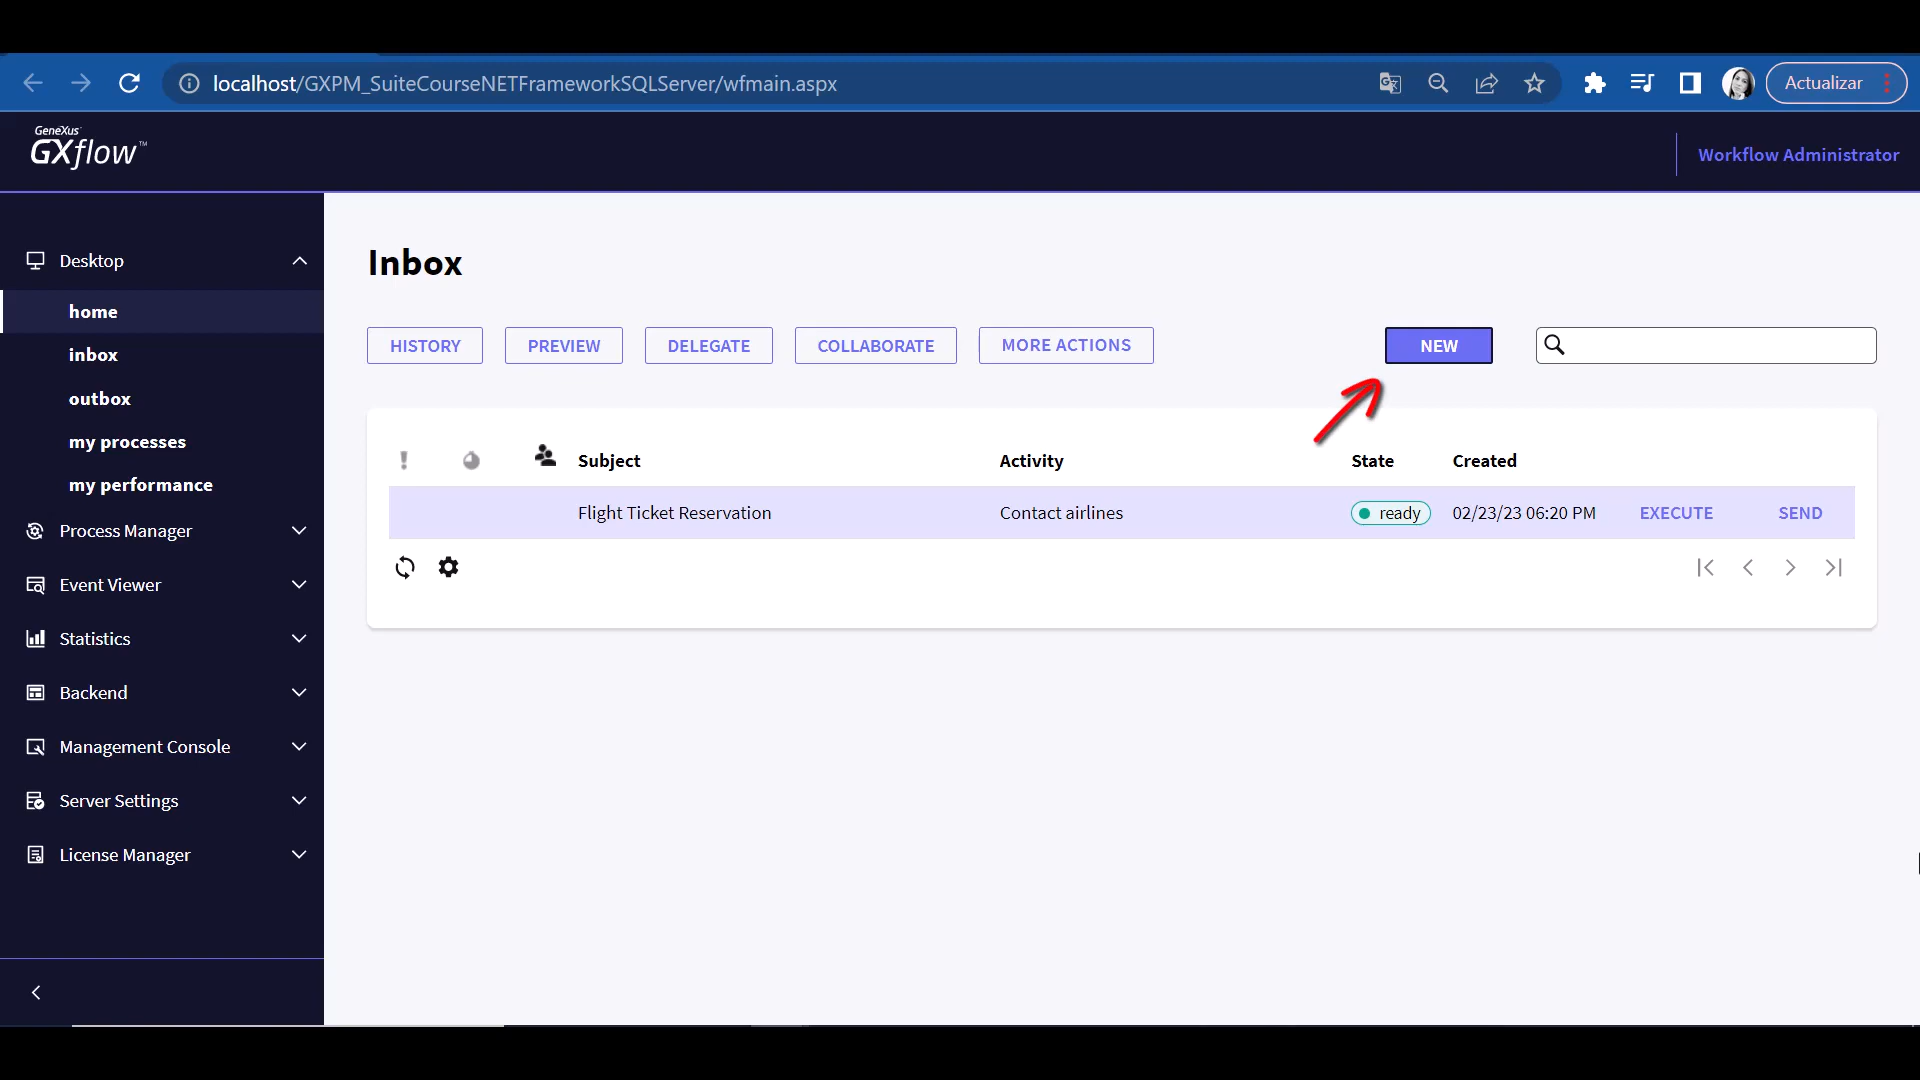 localhost/GXPM_SuiteCourseNETFrameworkSQLServer/wfmain.aspx
Actualizar
GeneXus
GXflow™
Workflow Administrator
Desktop
home
inbox
outbox
my processes
my performance
Process Manager
Event Viewer
Statistics
Backend
Management Console
Server Settings
License Manager
Inbox
HISTORY PREVIEW DELEGATE COLLABORATE MORE ACTIONS NEW
Subject Activity State Created
Flight Ticket Reservation Contact airlines ready 02/23/23 06:20 PM EXECUTE SEND